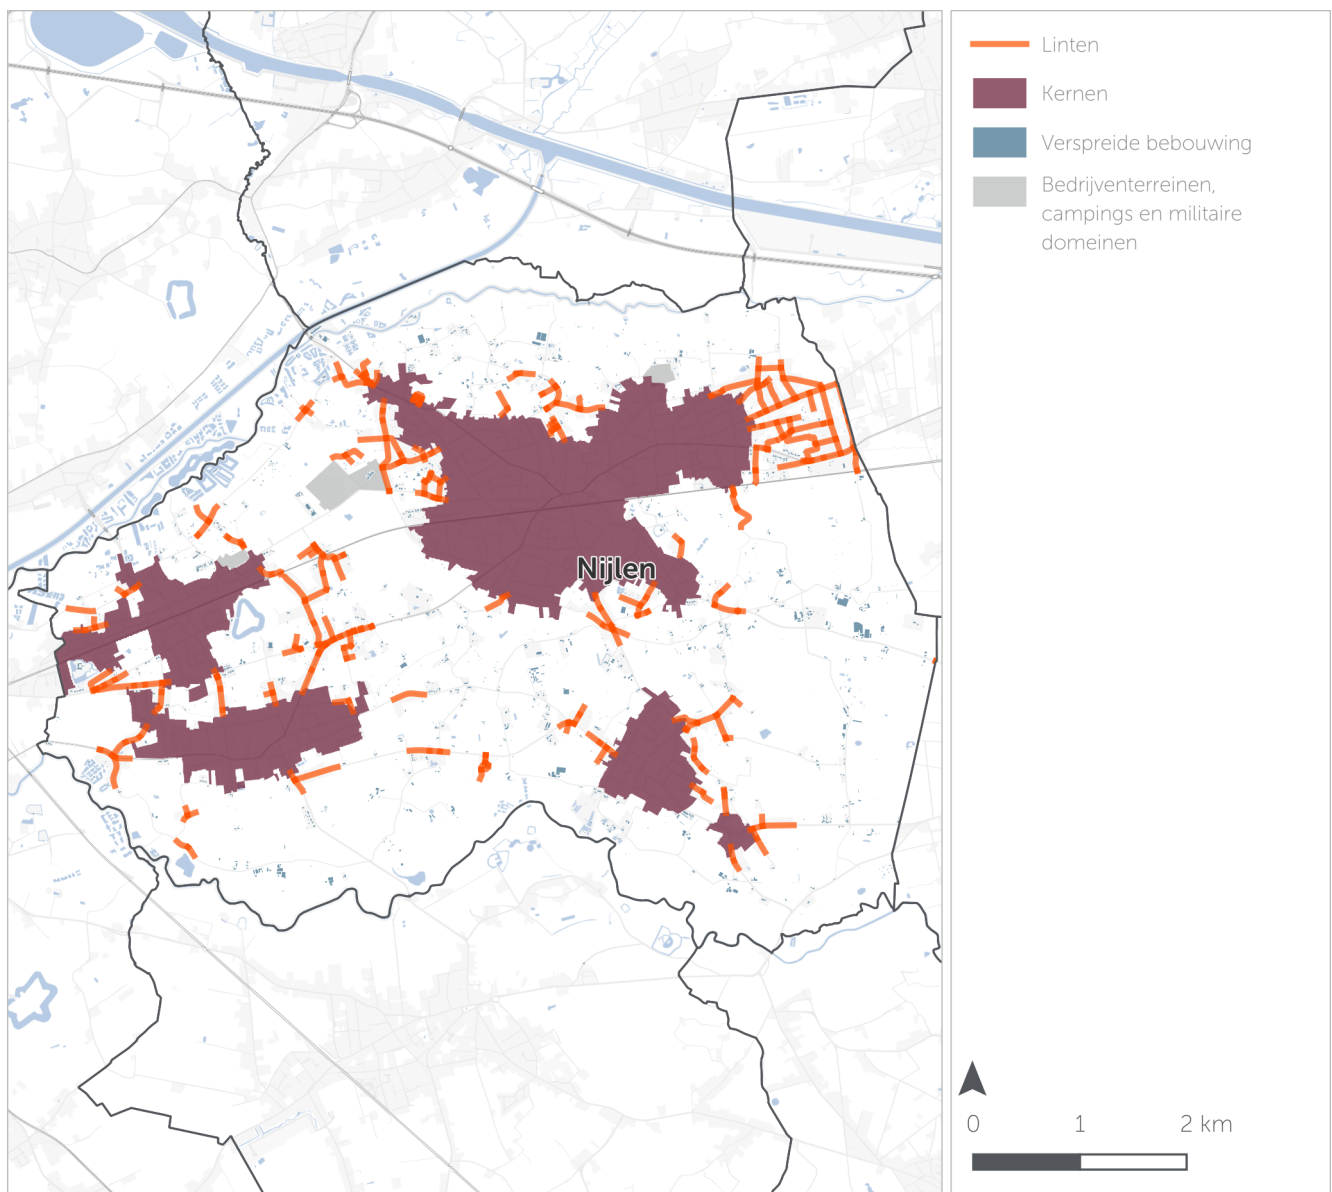 Nijlen
Linten
Kernen
Verspreide bebouwing
Bedrijventerreinen,
campings en militaire
domeinen
0 1 2 km